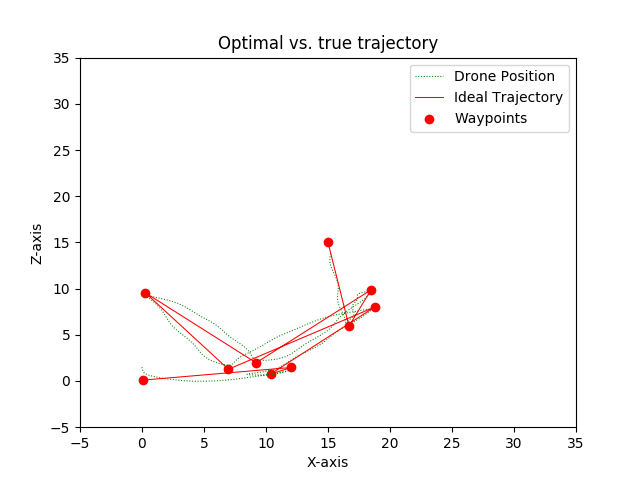 Optimal vs. true trajectory
Drone Position
Ideal Trajectory
Waypoints
35
30
25
20
15
10
5
0
−5
Z-axis
−5 0 5 10 15 20 25 30 35
X-axis